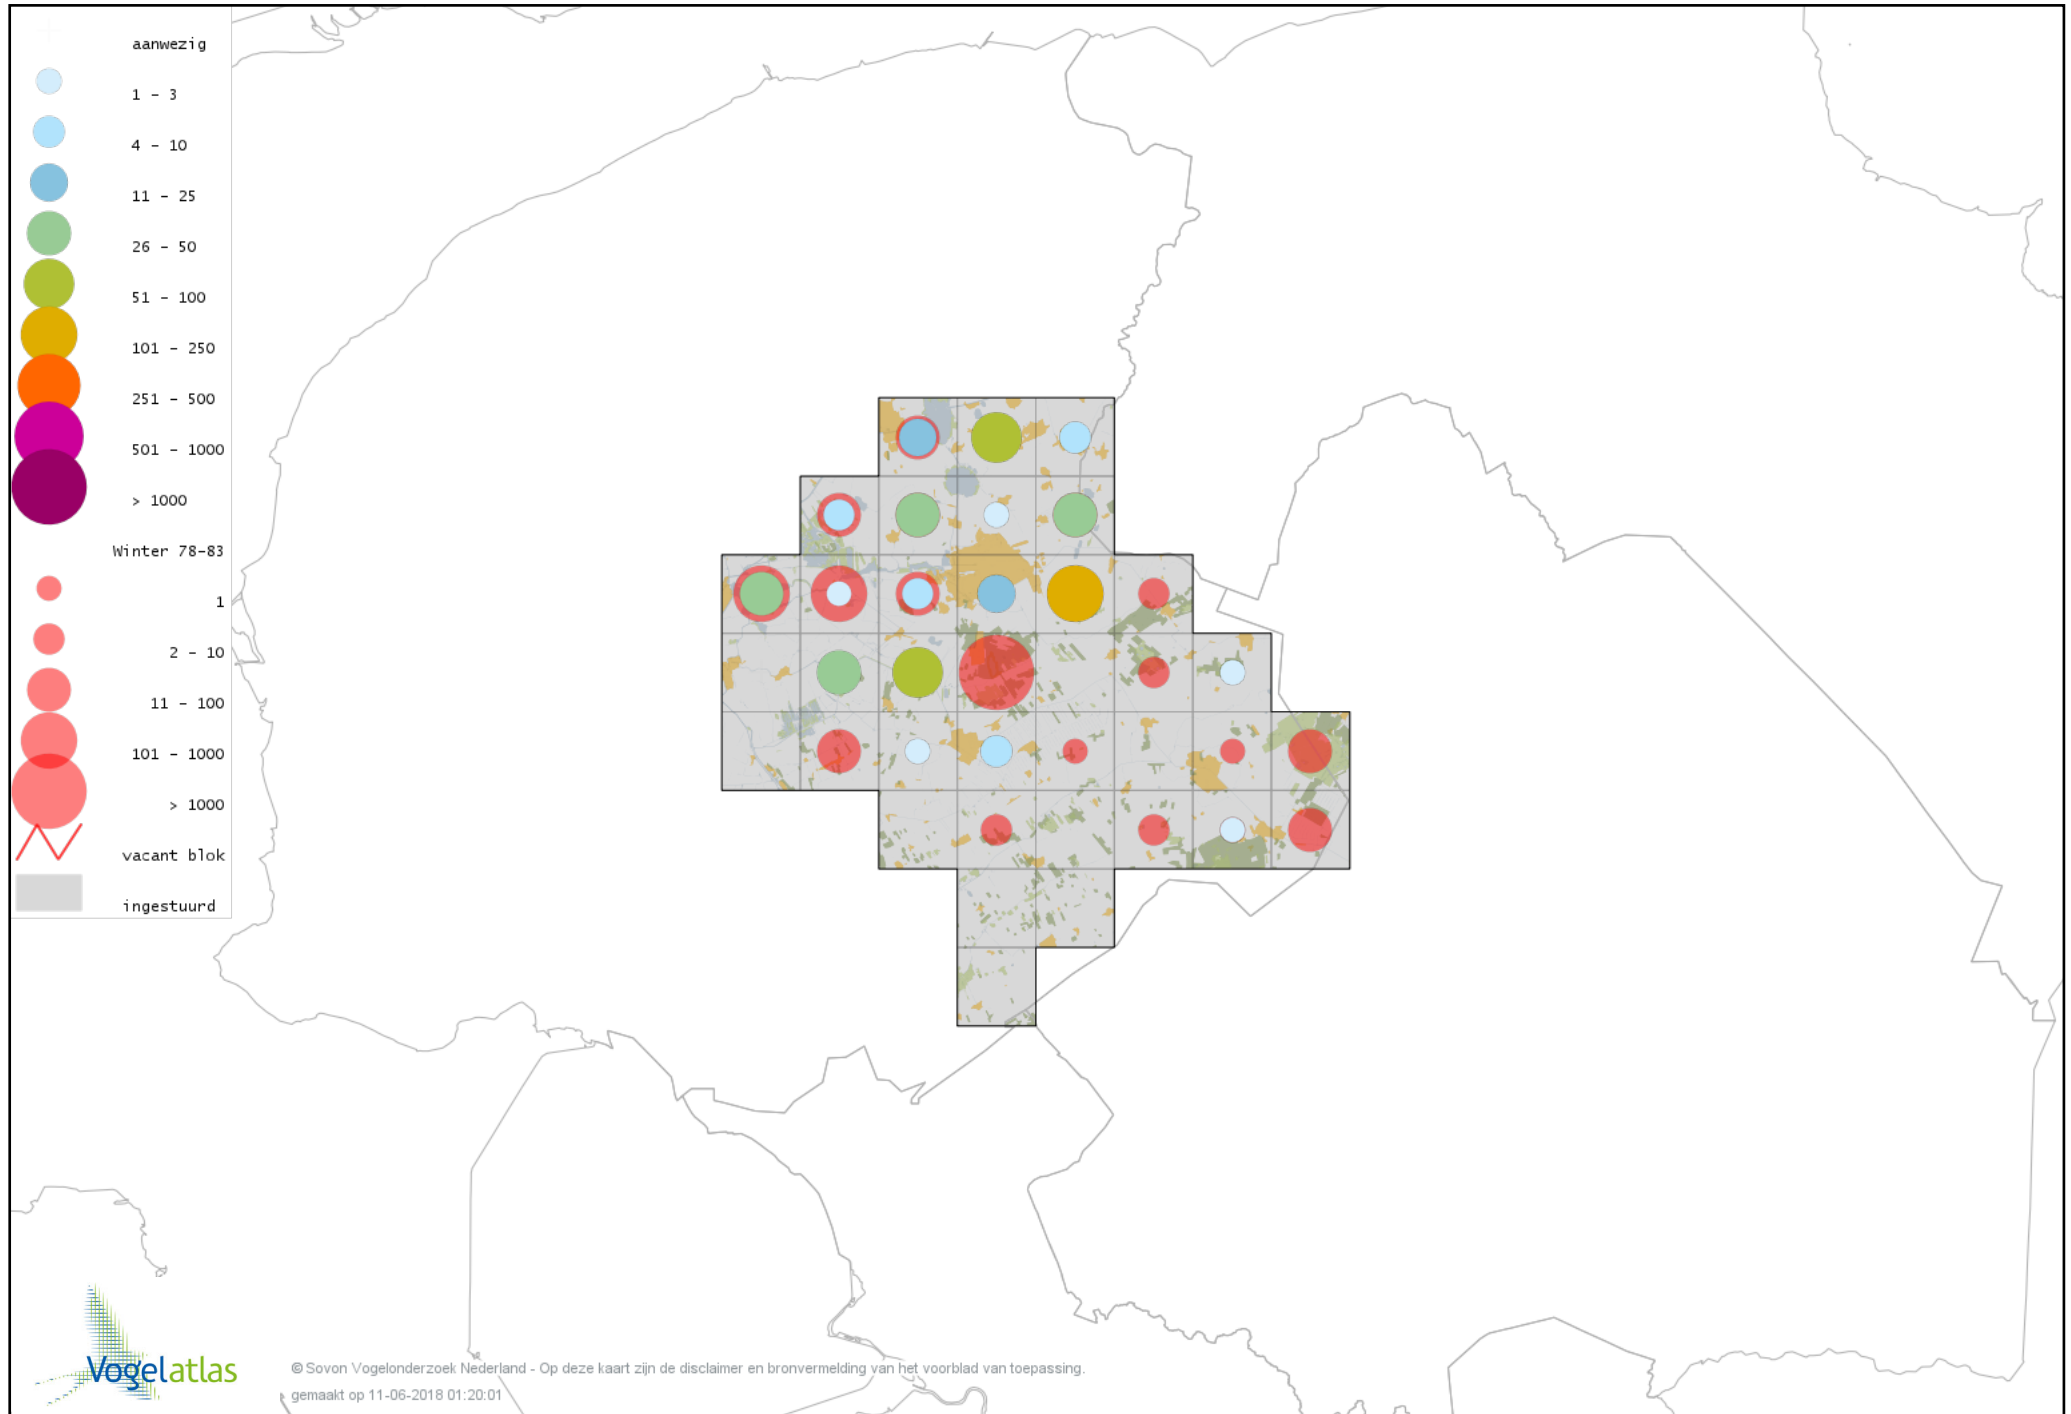 aanwezig
1 - 3
4 - 10
11 - 25
26 - 50
51 - 100
101 - 250
251 - 500
501 - 1000
> 1000
Winter 78-83
1
2 - 10
11 - 100
101 - 1000
> 1000
vacant blok
ingestuurd
Vogelatlas
© Sovon Vogelonderzoek Nederland - Op deze kaart zijn de disclaimer en bronvermelding van het voorblad van toepassing.
gemaakt op 11-06-2018 01:20:01